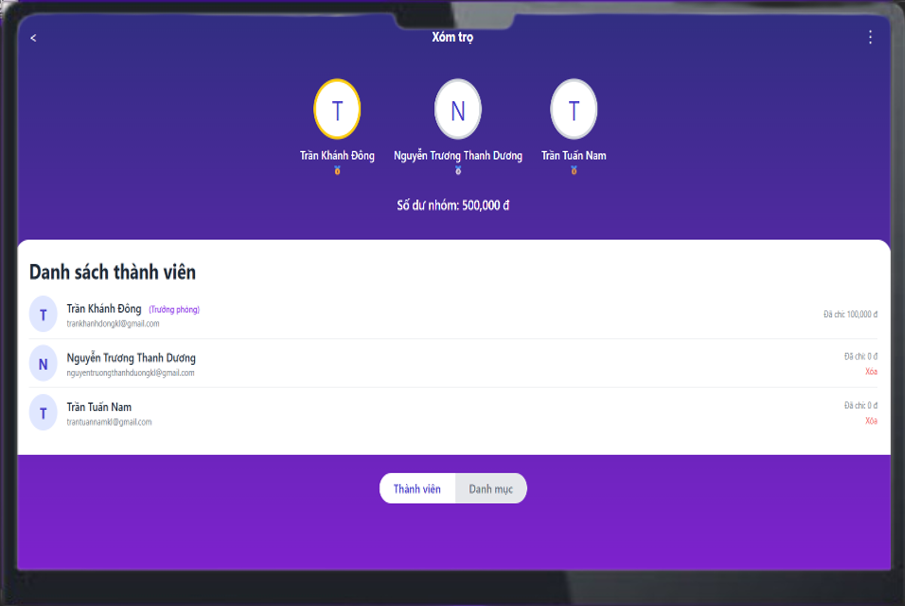 <
Xóm trọ
⋮
T
N
T
Trần Khánh Đông
Nguyễn Trương Thanh Dương
Trần Tuấn Nam
Số dư nhóm: 500,000 đ
Danh sách thành viên
T
Trần Khánh Đông (Trưởng phòng)
trankhanhdongkl@gmail.com
Đã chi: 100,000 đ
N
Nguyễn Trương Thanh Dương
nguyentruongthanhduongkl@gmail.com
Đã chi: 0 đ
Xóa
T
Trần Tuấn Nam
trantuannamkl@gmail.com
Đã chi: 0 đ
Xóa
Thành viên
Danh mục